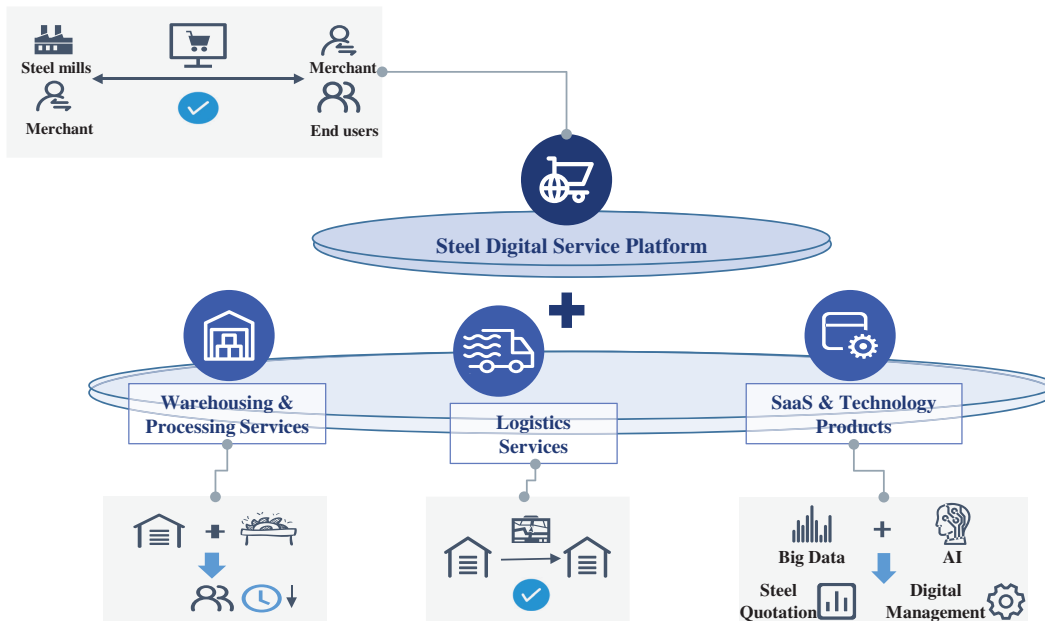 Steel mills
Merchant
Merchant
End users
Steel Digital Service Platform
Warehousing &
Processing Services
Logistics
Services
SaaS & Technology
Products
Big Data
AI
Steel
Quotation
Digital
Management